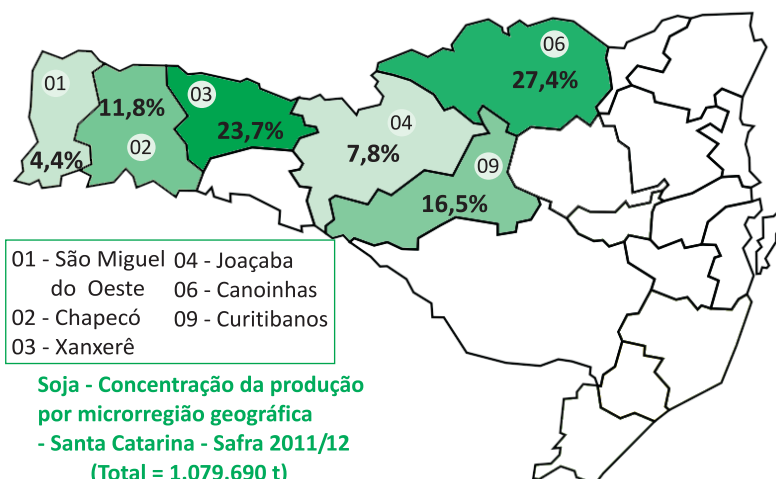 01
11,8%
02
4,4%
03
23,7%
04
7,8%
06
27,4%
09
16,5%
01 - São Miguel
do Oeste
02 - Chapecó
03 - Xanxerê
04 - Joaçaba
06 - Canoinhas
09 - Curitibanos
Soja - Concentração da produção
por microrregião geográfica
- Santa Catarina - Safra 2011/12
(Total = 1.079.690 t)